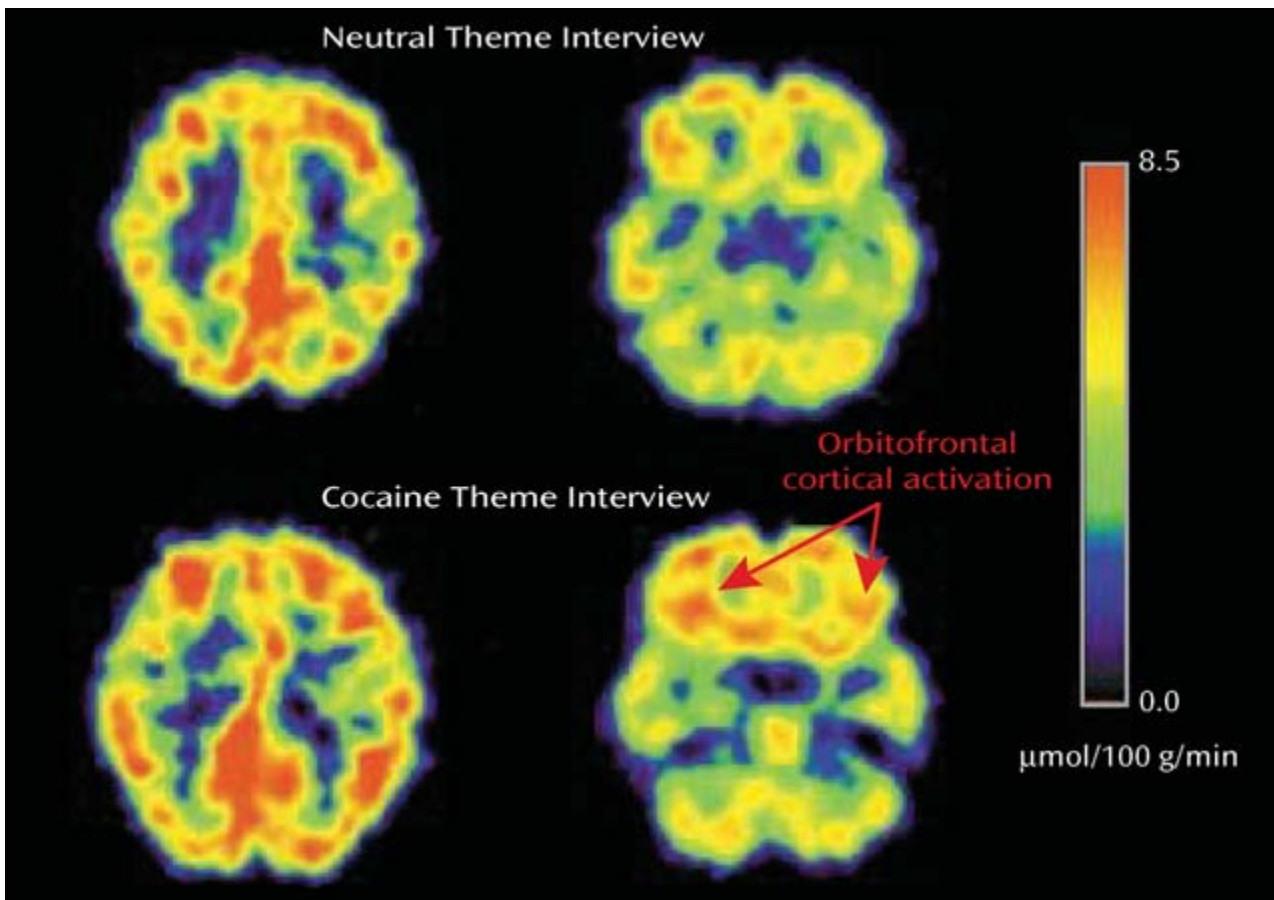 Neutral Theme Interview
8.5
Orbitofrontal
cortical activation
Cocaine Theme Interview
0.0
μmol/100 g/min